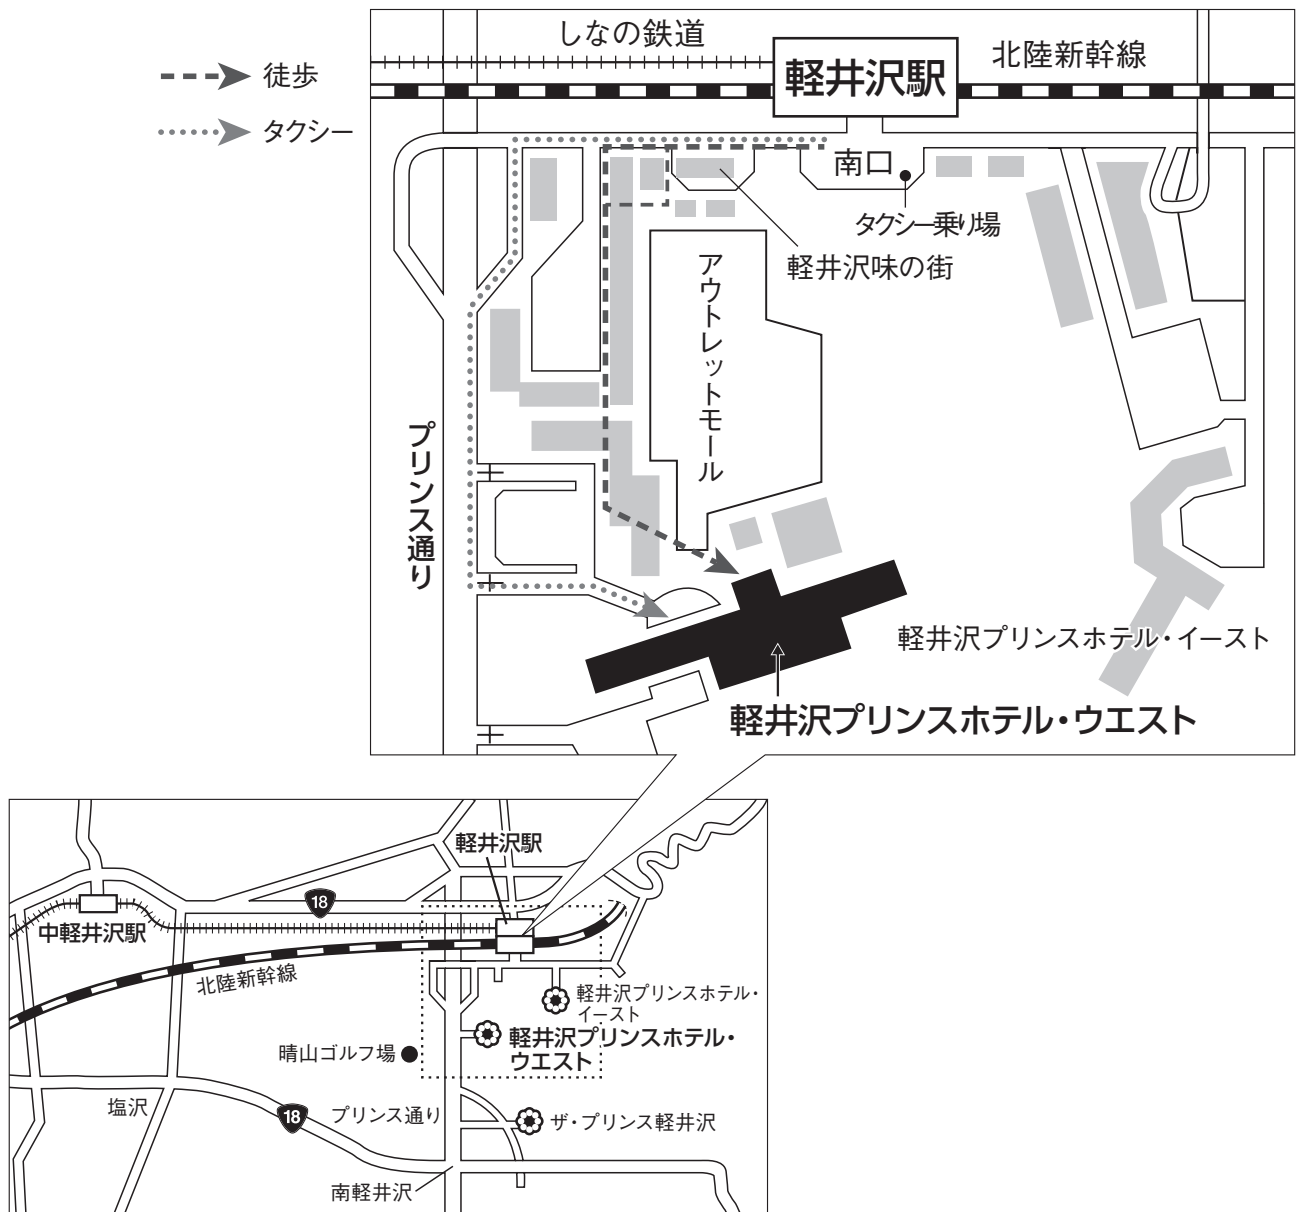 しなの鉄道
軽井沢駅
北陸新幹線
徒歩
タクシー
南口
タクシー乗り場
軽井沢味の街
アウトレットモール
プリンス通り
軽井沢プリンスホテル・イースト
軽井沢プリンスホテル・ウエスト
軽井沢駅
18
中軽井沢駅
北陸新幹線
軽井沢プリンスホテル・
イースト
軽井沢プリンスホテル・
ウエスト
晴山ゴルフ場
塩沢
18
プリンス通り
ザ・プリンス軽井沢
南軽井沢